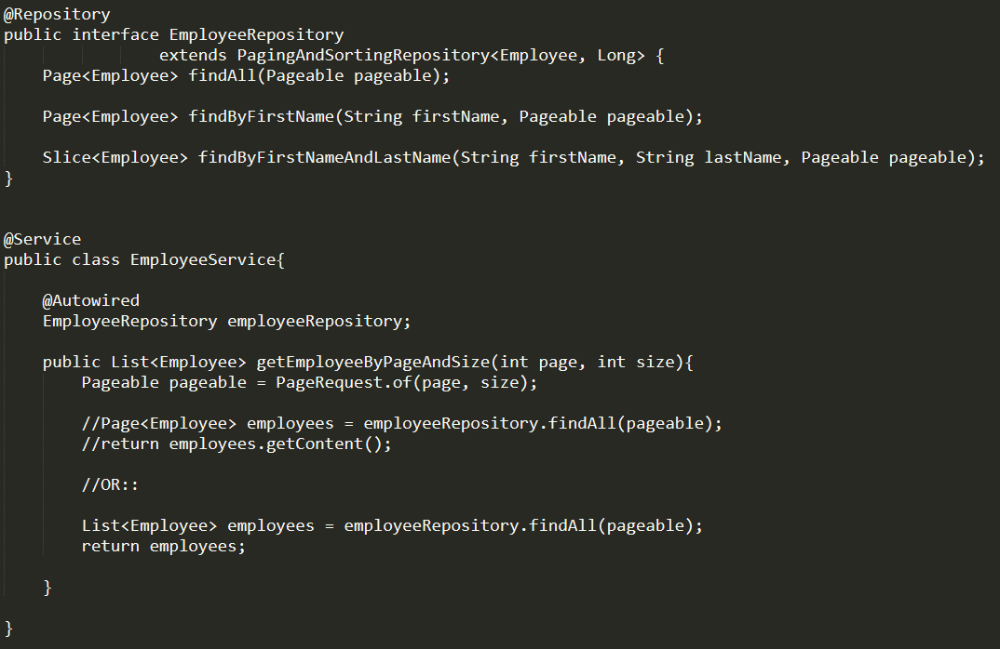 @Repository
public interface EmployeeRepository
extends PagingAndSortingRepository<Employee, Long> {
Page<Employee> findAll(Pageable pageable);
Page<Employee> findByFirstName(String firstName, Pageable pageable);
Slice<Employee> findByFirstNameAndLastName(String firstName, String lastName, Pageable pageable);
}
@Service
public class EmployeeService{
@Autowired
EmployeeRepository employeeRepository;
public List<Employee> getEmployeeByPageAndSize(int page, int size){
Pageable pageable = PageRequest.of(page, size);
//Page<Employee> employees = employeeRepository.findAll(pageable);
//return employees.getContent();
//OR::
List<Employee> employees = employeeRepository.findAll(pageable);
return employees;
}
}